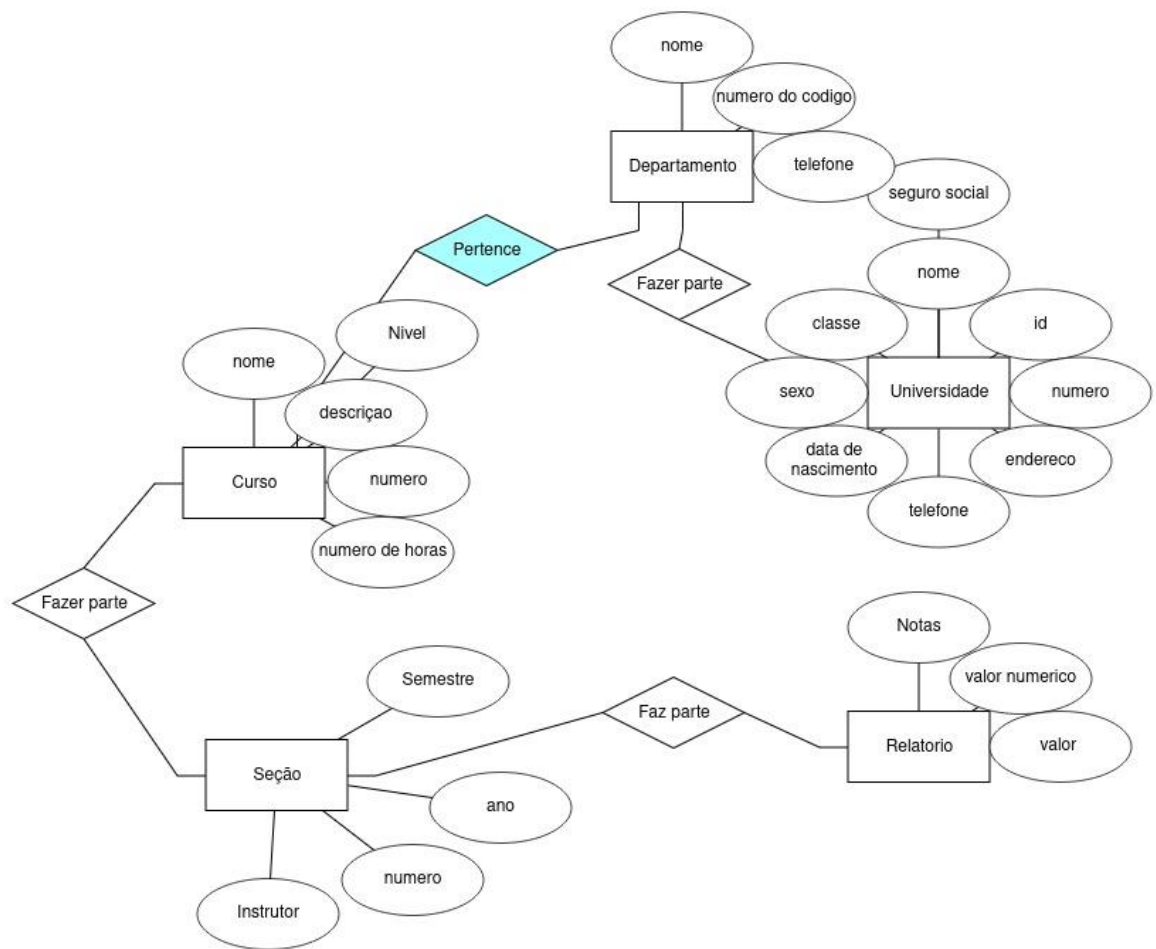 nome
numero do codigo
Departamento
telefone
seguro social
Pertence
nome
Fazer parte
classe
id
Nivel
nome
sexo
Universidade
numero
descriçao
data de
nascimento
endereco
Curso
numero
telefone
numero de horas
Fazer parte
Notas
Semestre
valor numerico
Faz parte
Relatorio
valor
Seção
ano
numero
Instrutor